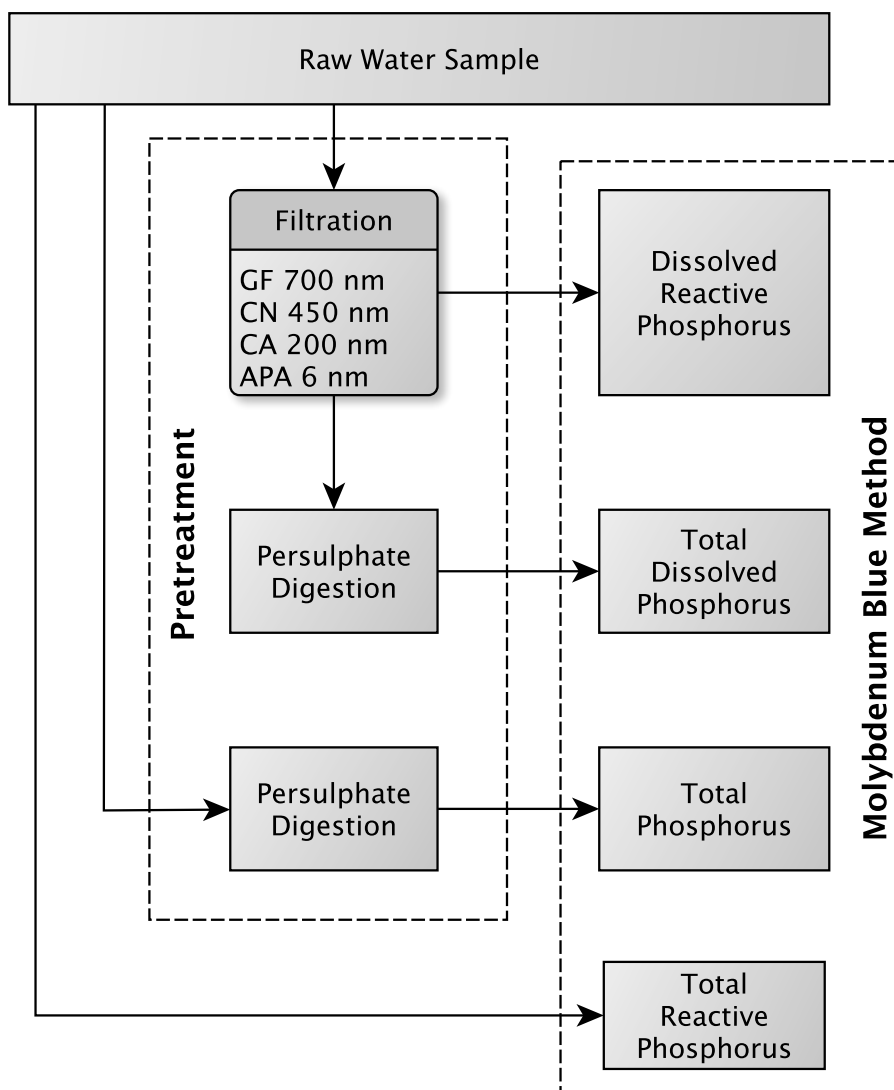 Raw Water Sample
Filtration
GF 700 nm
CN 450 nm
CA 200 nm
APA 6 nm
Dissolved
Reactive
Phosphorus
Pretreatment
Persulphate
Digestion
Total
Dissolved
Phosphorus
Molybdenum Blue Method
Persulphate
Digestion
Total
Phosphorus
Total
Reactive
Phosphorus